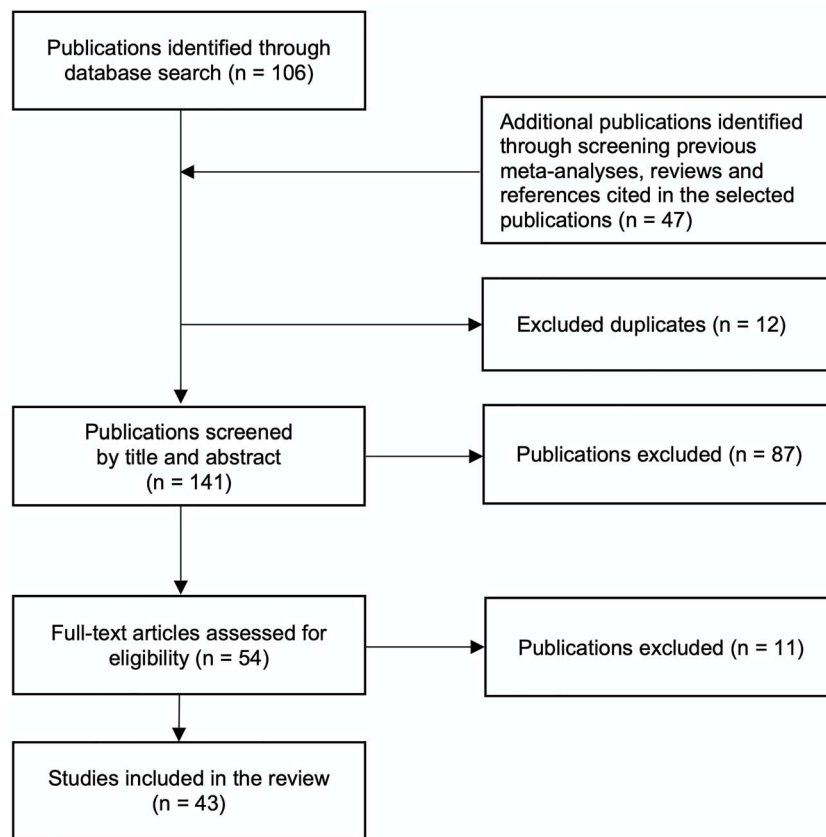 Publications identified through
database search (n = 106)
Additional publications identified
through screening previous
meta-analyses, reviews and
references cited in the selected
publications (n = 47)
Excluded duplicates (n = 12)
Publications screened
by title and abstract
(n = 141)
Publications excluded (n = 87)
Full-text articles assessed for
eligibility (n = 54)
Publications excluded (n = 11)
Studies included in the review
(n = 43)